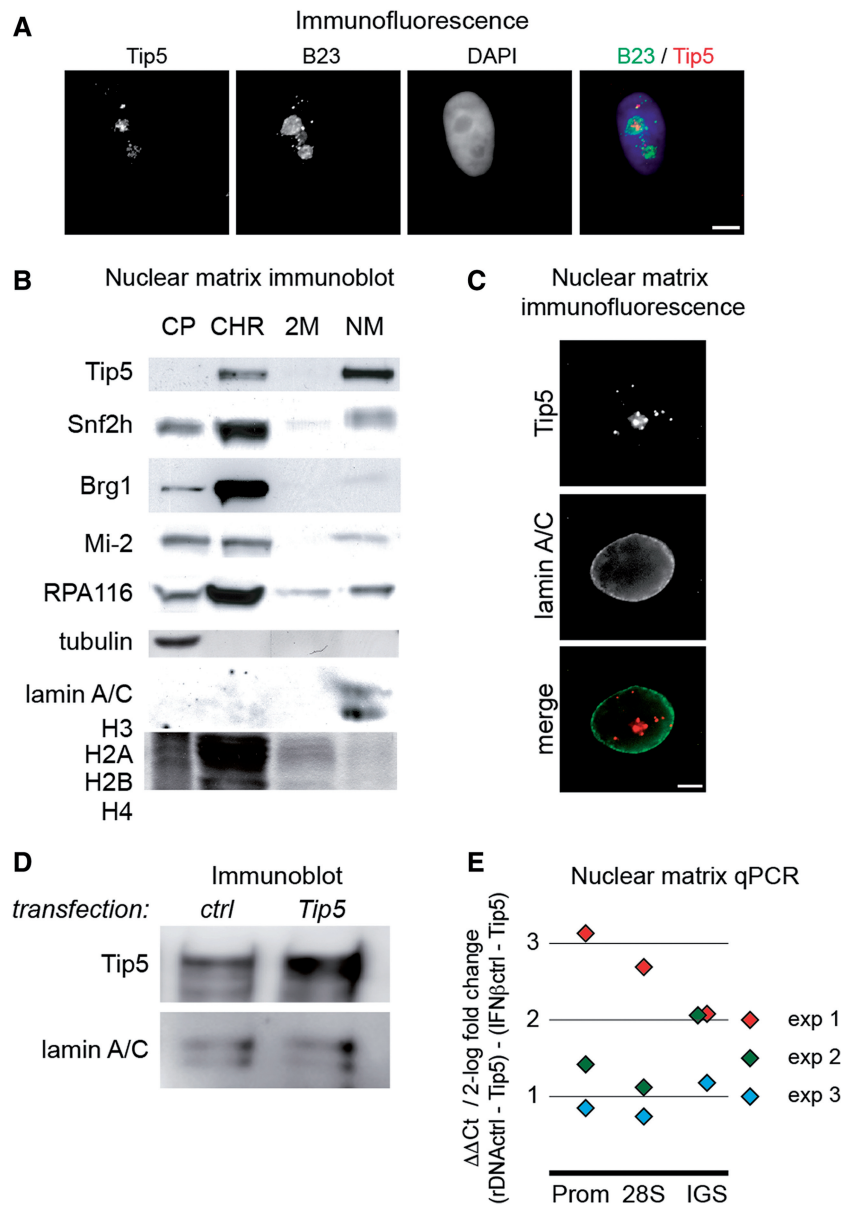 A
Immunofluorescence
Tip5 B23 DAPI B23 / Tip5
B
Nuclear matrix immunoblot
CP CHR 2M NM
Tip5
Snf2h
Brg1
Mi-2
RPA116
tubulin
lamin A/C
H3
H2A
H2B
H4
C
Nuclear matrix
immunofluorescence
Tip5
lamin A/C
merge
D
Immunoblot
transfection: ctrl Tip5
Tip5
lamin A/C
E
Nuclear matrix qPCR
ΔΔCt / 2-log fold change
(rDNActrl - Tip5) - (IFNβctrl - Tip5)
3
2
1
Prom 28S IGS
exp 1
exp 2
exp 3